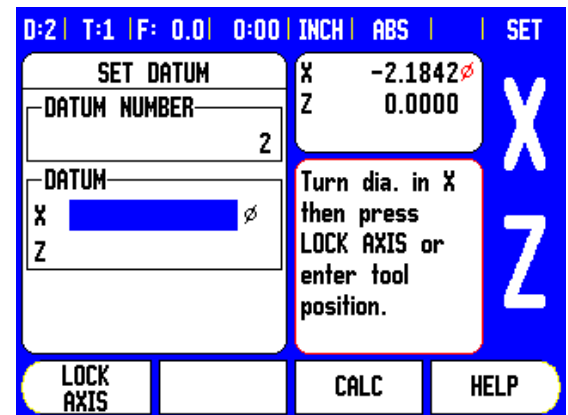 D:2| T:1 |F: 0.0| 0:00| INCH| ABS | | SET
SET DATUM
DATUM NUMBER
2
DATUM
X ø
Z
X -2.1842ø
Z 0.0000
Turn dia. in X
then press
LOCK AXIS or
enter tool
position.
X
Z
LOCK
AXIS
CALC
HELP